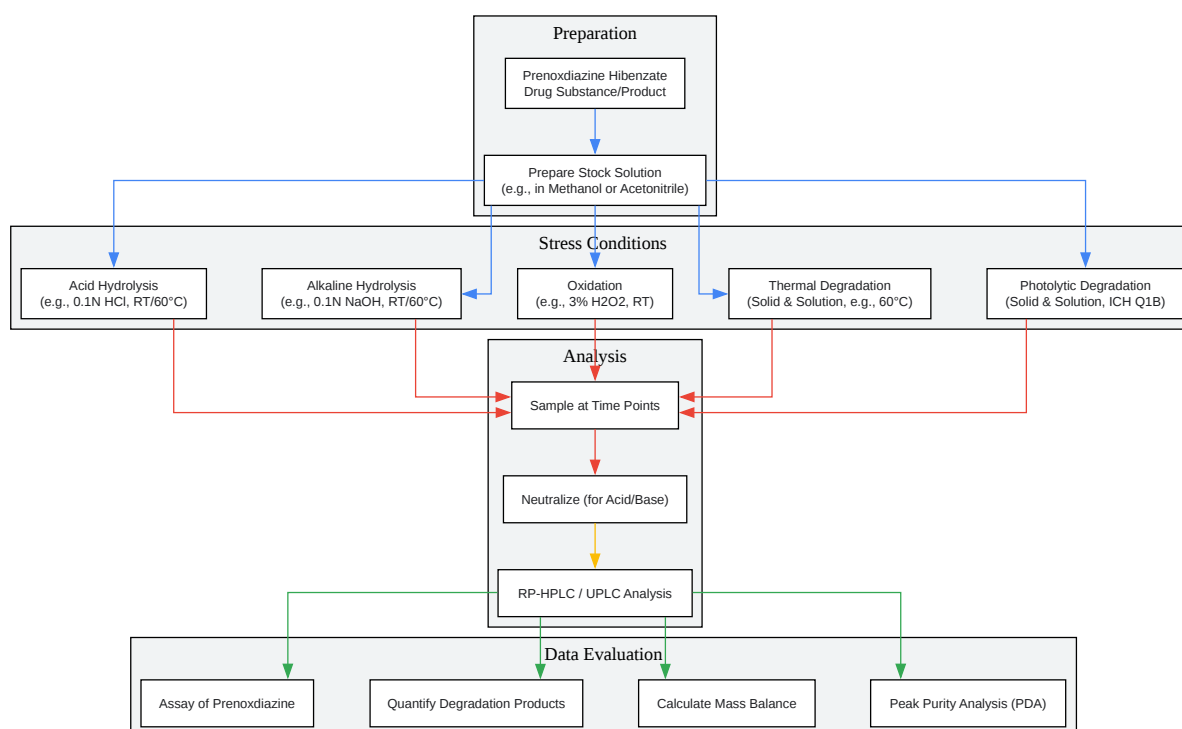 Preparation
Prenoxdiazine Hibenzate
Drug Substance/Product
Prepare Stock Solution
(e.g., in Methanol or Acetonitrile)
Stress Conditions
Acid Hydrolysis
(e.g., 0.1N HCl, RT/60°C)
Alkaline Hydrolysis
(e.g., 0.1N NaOH, RT/60°C)
Oxidation
(e.g., 3% H2O2, RT)
Thermal Degradation
(Solid & Solution, e.g., 60°C)
Photolytic Degradation
(Solid & Solution, ICH Q1B)
Analysis
Sample at Time Points
Neutralize (for Acid/Base)
RP-HPLC / UPLC Analysis
Data Evaluation
Assay of Prenoxdiazine
Quantify Degradation Products
Calculate Mass Balance
Peak Purity Analysis (PDA)